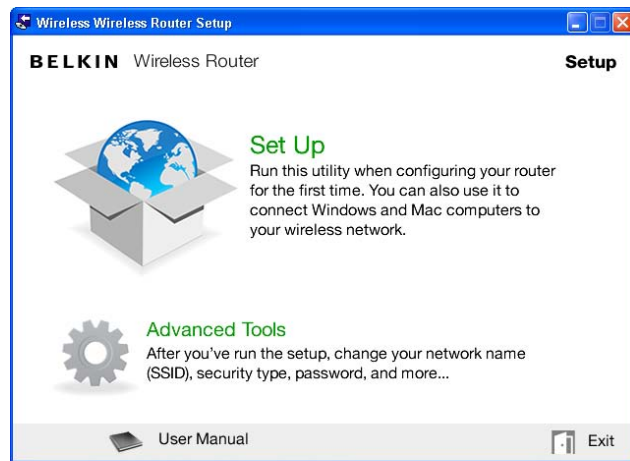 Wireless Wireless Router Setup
BELKIN Wireless Router
Setup
Set Up
Run this utility when configuring your router
for the first time. You can also use it to
connect Windows and Mac computers to
your wireless network.
Advanced Tools
After you've run the setup, change your network name
(SSID), security type, password, and more...
User Manual
Exit